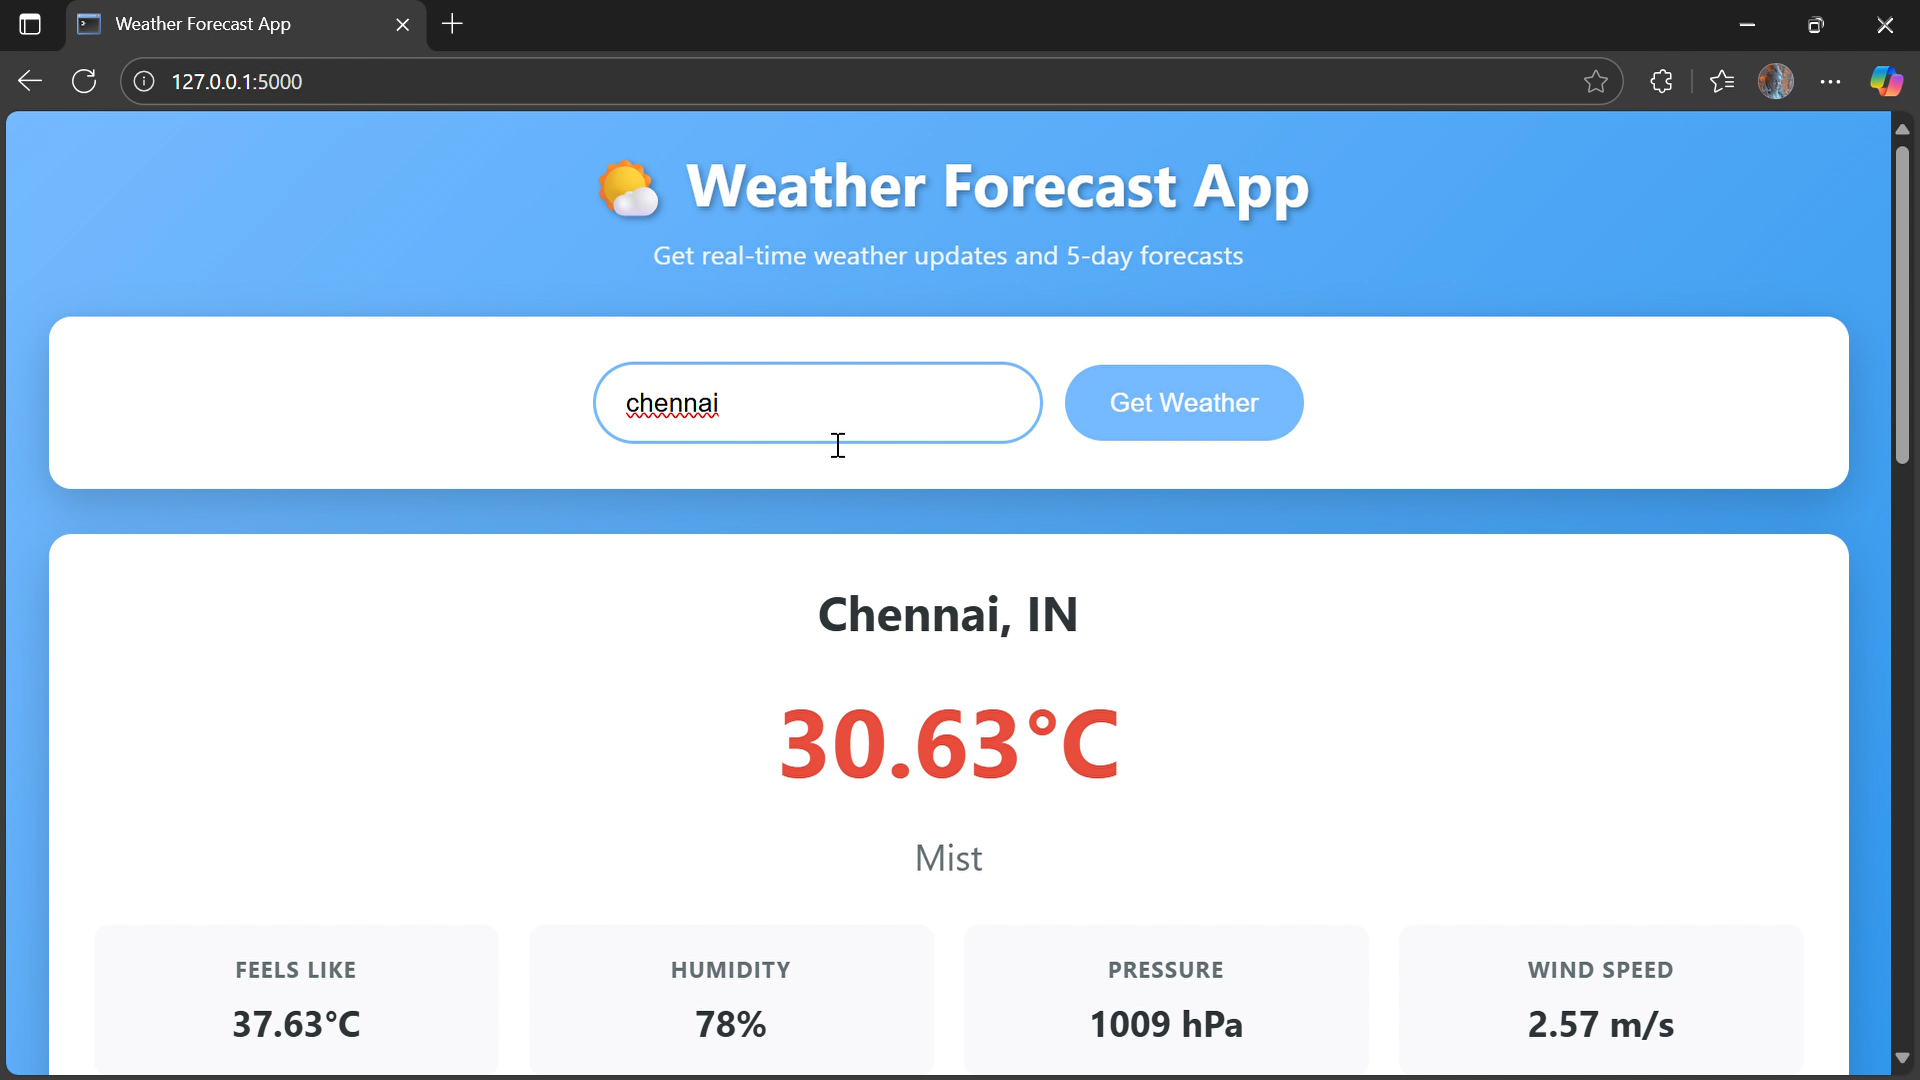 Weather Forecast App
127.0.0.1:5000
Weather Forecast App
Get real-time weather updates and 5-day forecasts
chennai
Get Weather
Chennai, IN
30.63°C
Mist
FEELS LIKE
37.63°C
HUMIDITY
78%
PRESSURE
1009 hPa
WIND SPEED
2.57 m/s